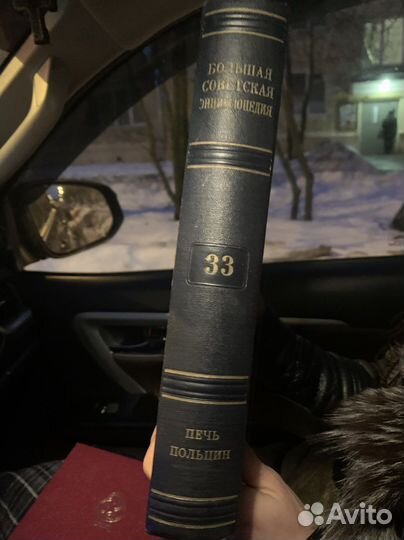 БОЛЬШАЯ
СОВЕТСКАЯ
ЭНЦИКЛОПЕДИЯ
33
ПЕЧЬ
ПОЛЬЦИН
Avito